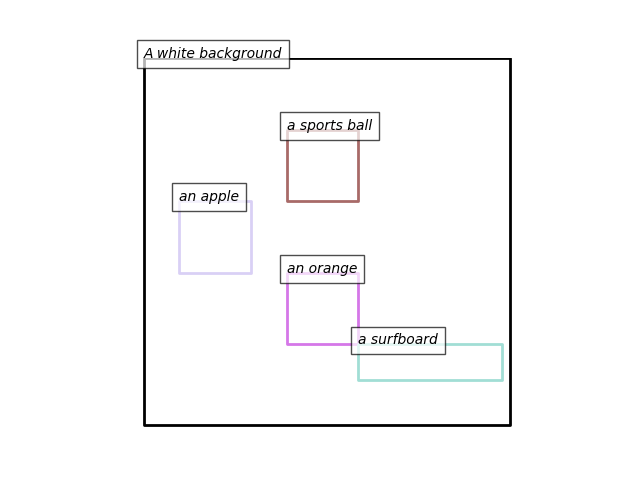 A white background
a sports ball
an apple
an orange
a surfboard